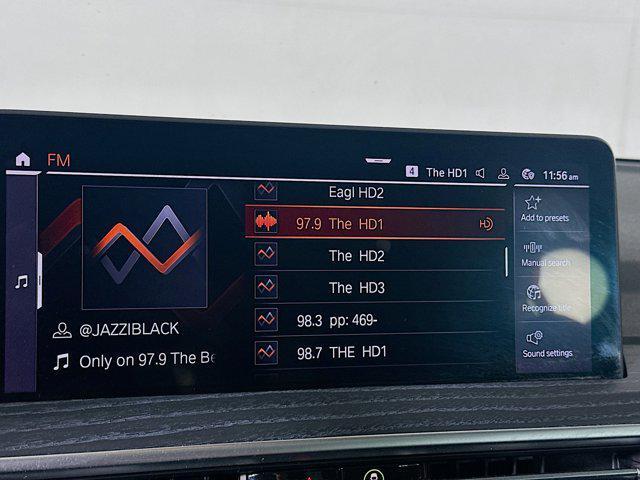 FM
4 The HD1 11:56 am
Eagl HD2
97.9 The HD1 HD
The HD2
The HD3
98.3 pp: 469-
98.7 THE HD1
@JAZZIBLACK
Only on 97.9 The Be
Add to presets
Manual search
Recognize title
Sound settings